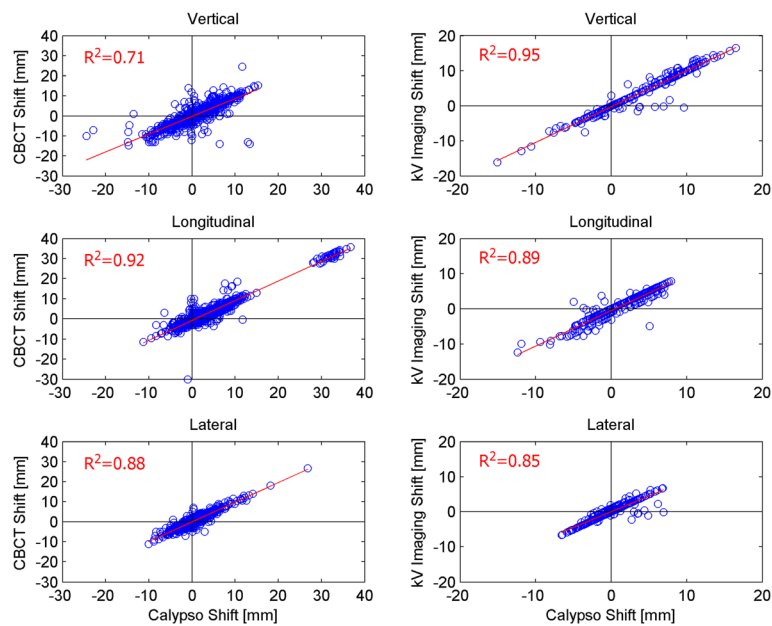 Vertical
Vertical
R²=0.71
R²=0.95
CBCT Shift [mm]
kV Imaging Shift [mm]
40
30
20
10
0
-10
-20
-30
-30 -20 -10 0 10 20 30 40
20
10
0
-10
-20
-20 -10 0 10 20
Longitudinal
Longitudinal
R²=0.92
R²=0.89
CBCT Shift [mm]
kV Imaging Shift [mm]
40
30
20
10
0
-10
-20
-30
-30 -20 -10 0 10 20 30 40
20
10
0
-10
-20
-20 -10 0 10 20
Lateral
Lateral
R²=0.88
R²=0.85
CBCT Shift [mm]
kV Imaging Shift [mm]
40
30
20
10
0
-10
-20
-30
-30 -20 -10 0 10 20 30 40
20
10
0
-10
-20
-20 -10 0 10 20
Calypso Shift [mm]
Calypso Shift [mm]